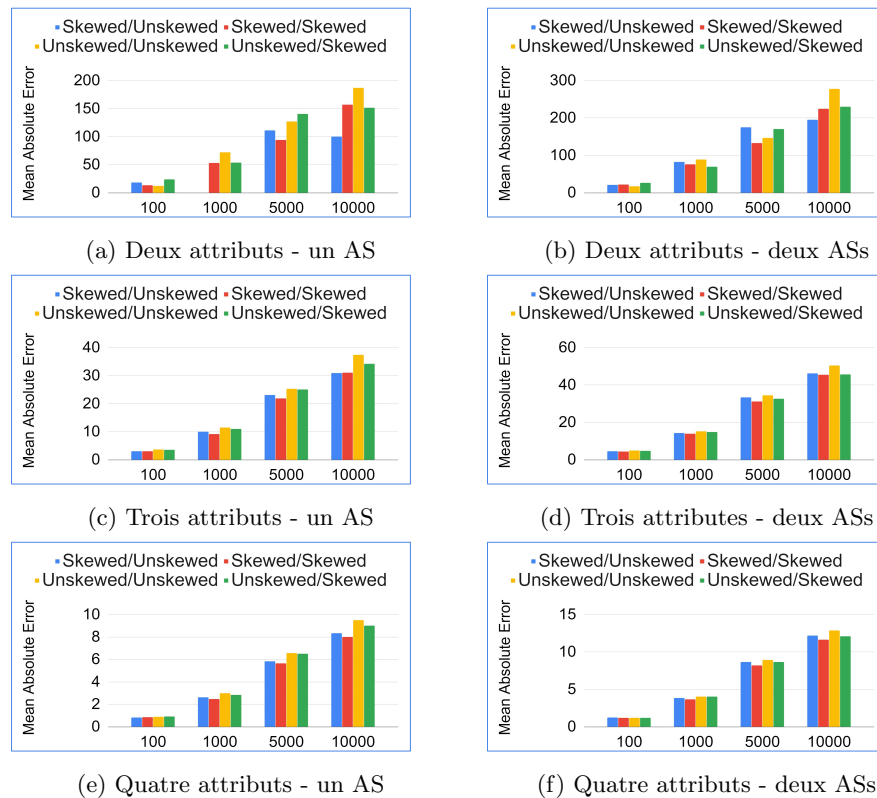 Skewed/Unskewed Skewed/Skewed
Unskewed/Unskewed Unskewed/Skewed
Mean Absolute Error
200
150
100
50
0
100 1000 5000 10000
(a) Deux attributs - un AS
Skewed/Unskewed Skewed/Skewed
Unskewed/Unskewed Unskewed/Skewed
Mean Absolute Error
300
200
100
0
100 1000 5000 10000
(b) Deux attributs - deux ASs
Skewed/Unskewed Skewed/Skewed
Unskewed/Unskewed Unskewed/Skewed
Mean Absolute Error
40
30
20
10
0
100 1000 5000 10000
(c) Trois attributs - un AS
Skewed/Unskewed Skewed/Skewed
Unskewed/Unskewed Unskewed/Skewed
Mean Absolute Error
60
40
20
0
100 1000 5000 10000
(d) Trois attributes - deux ASs
Skewed/Unskewed Skewed/Skewed
Unskewed/Unskewed Unskewed/Skewed
Mean Absolute Error
10
8
6
4
2
0
100 1000 5000 10000
(e) Quatre attributs - un AS
Skewed/Unskewed Skewed/Skewed
Unskewed/Unskewed Unskewed/Skewed
Mean Absolute Error
15
10
5
0
100 1000 5000 10000
(f) Quatre attributs - deux ASs